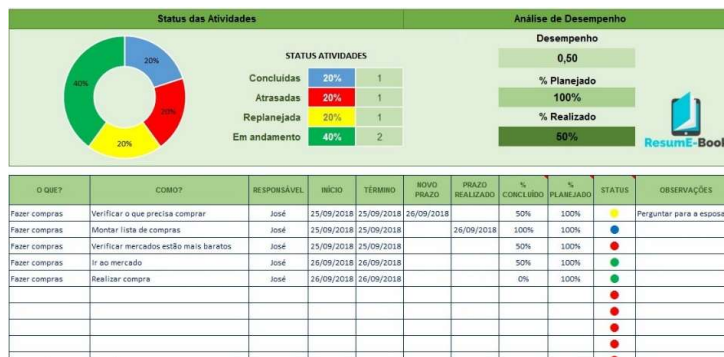 Status das Atividades
Análise de Desempenho
20%
40%
20%
20%
STATUS ATIVIDADES
Concluídas 20% 1
Atrasadas 20% 1
Replanejada 20% 1
Em andamento 40% 2
Desempenho
0,50
% Planejado
100%
% Realizado
50%
ResumE-Book
O QUE? COMO? RESPONSÁVEL INÍCIO TÉRMINO NOVO PRAZO PRAZO REALIZADO % CONCLUÍDO % PLANEJADO STATUS OBSERVAÇÕES
Fazer compras Verificar o que precisa comprar José 25/09/2018 25/09/2018 26/09/2018 50% 100% Perguntar para a esposa
Fazer compras Montar lista de compras José 25/09/2018 25/09/2018 26/09/2018 100% 100%
Fazer compras Verificar mercados estão mais baratos José 25/09/2018 25/09/2018 50% 100%
Fazer compras Ir ao mercado José 26/09/2018 26/09/2018 50% 100%
Fazer compras Realizar compra José 26/09/2018 26/09/2018 0% 100%